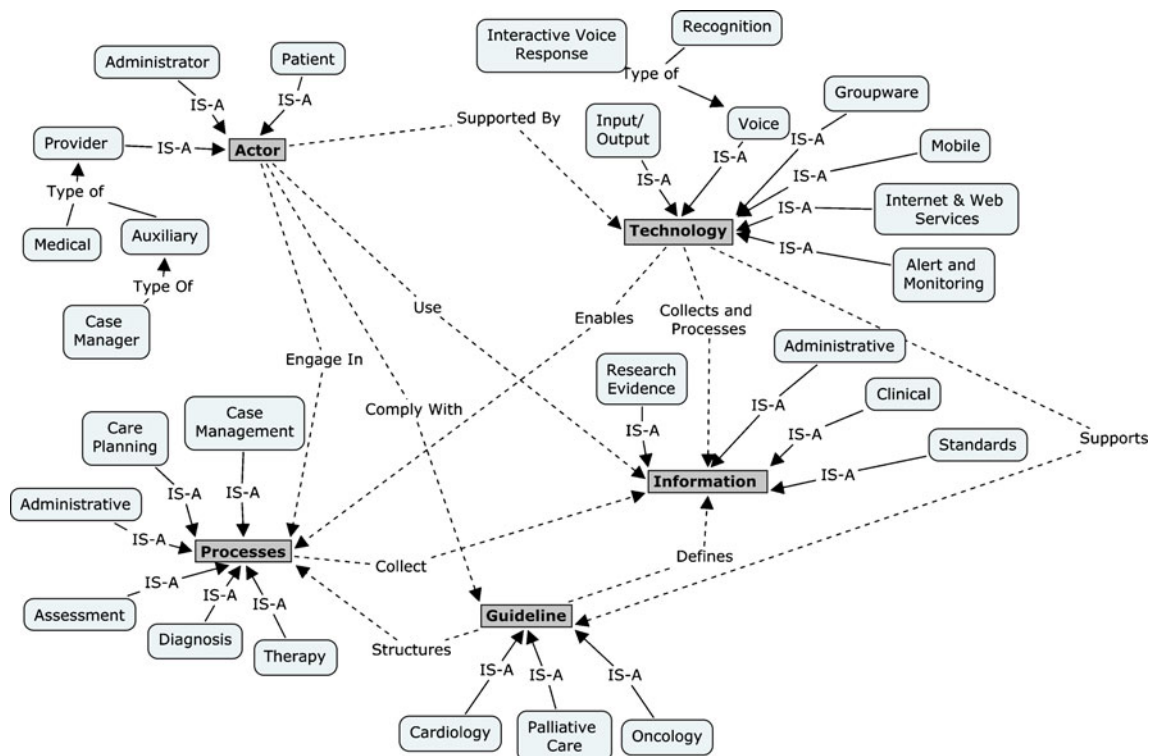 Interactive Voice
Response
Recognition
Administrator
Patient
Type of
Groupware
IS-A
IS-A
Supported By
Input/
Output
Voice
IS-A
Provider
IS-A
Actor
IS-A
Mobile
IS-A
IS-A
Type of
Internet & Web
Services
IS-A
Medical
Auxiliary
Technology
IS-A
Alert and
Monitoring
Type Of
Case
Manager
Use
Enables
Collects and
Processes
Administrative
Engage In
Research
Evidence
Clinical
Case
Management
Comply With
IS-A
Care
Planning
IS-A
IS-A
Standards
Supports
IS-A
Information
IS-A
IS-A
Administrative
IS-A
Processes
Collect
Defines
IS-A
IS-A
IS-A
Assessment
Guideline
Diagnosis
Therapy
Structures
IS-A
IS-A
IS-A
Cardiology
Palliative
Care
Oncology